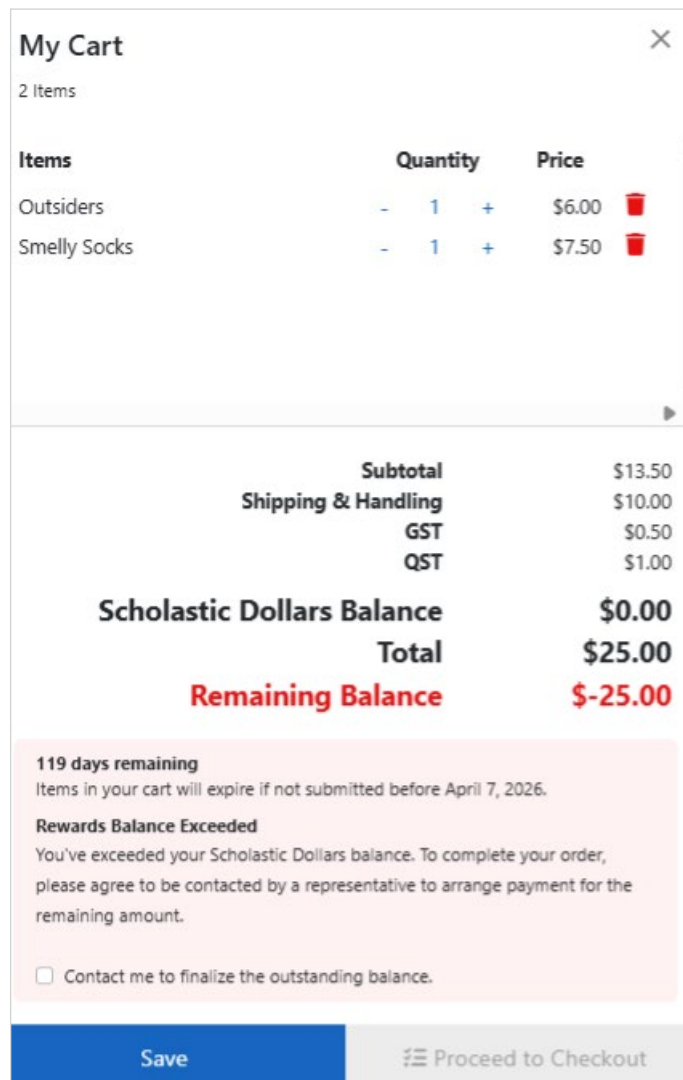 My Cart
2 Items
Items Quantity Price
Outsiders - 1 + $6.00
Smelly Socks - 1 + $7.50
Subtotal $13.50
Shipping & Handling $10.00
GST $0.50
QST $1.00
Scholastic Dollars Balance $0.00
Total $25.00
Remaining Balance $-25.00
119 days remaining
Items in your cart will expire if not submitted before April 7, 2026.
Rewards Balance Exceeded
You've exceeded your Scholastic Dollars balance. To complete your order,
please agree to be contacted by a representative to arrange payment for the
remaining amount.
Contact me to finalize the outstanding balance.
Save Proceed to Checkout